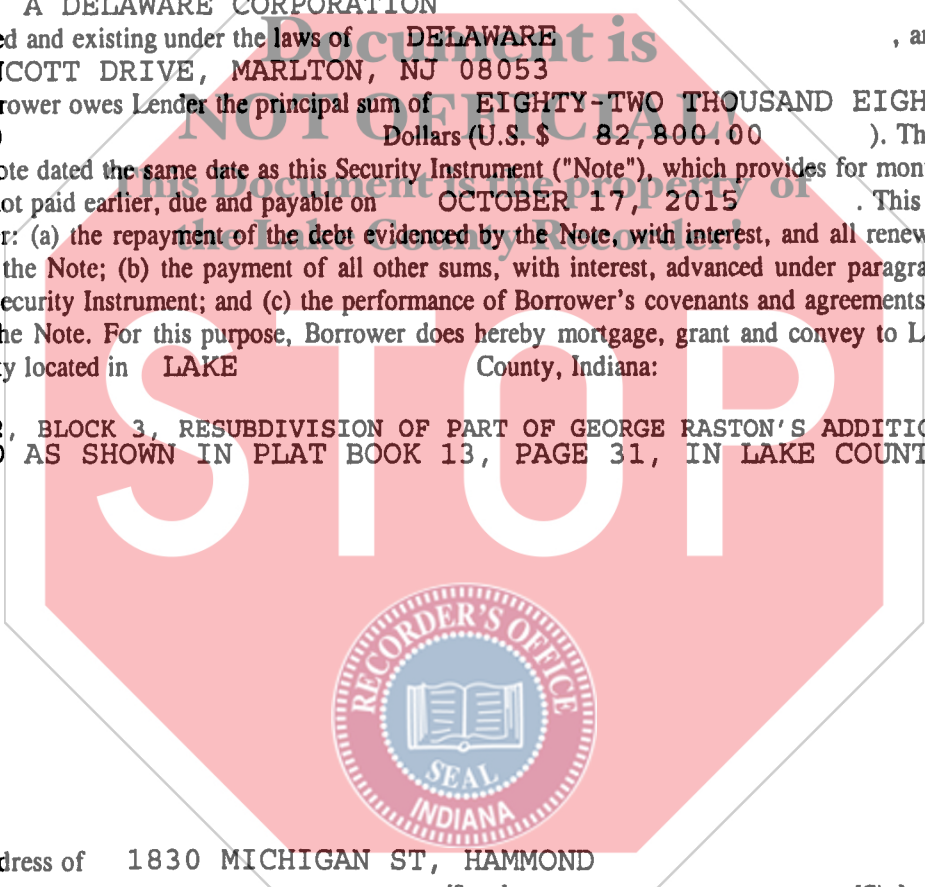 A DELAWARE CORPORATION
ed and existing under the laws of DELAWARE , an
Document is
COTT DRIVE, MARLTON, NJ 08053
rower owes Lender the principal sum of EIGHTY-TWO THOUSAND EIGH
NOT OFFICIAL!
Dollars (U.S. $ 82,800.00 ). Th
ote dated the same date as this Security Instrument ("Note"), which provides for mon
This Document is the property of
ot paid earlier, due and payable on OCTOBER 17, 2015 . This
the Lake County Recorder!
r: (a) the repayment of the debt evidenced by the Note, with interest, and all renew
the Note; (b) the payment of all other sums, with interest, advanced under paragra
ecurity Instrument; and (c) the performance of Borrower's covenants and agreements
he Note. For this purpose, Borrower does hereby mortgage, grant and convey to L
y located in LAKE County, Indiana:
, BLOCK 3, RESUBDIVISION OF PART OF GEORGE RASTON'S ADDITIO
AS SHOWN IN PLAT BOOK 13, PAGE 31, IN LAKE COUNT
STOP
RECORDER'S OFFICE
SEAL
INDIANA
dress of 1830 MICHIGAN ST, HAMMOND